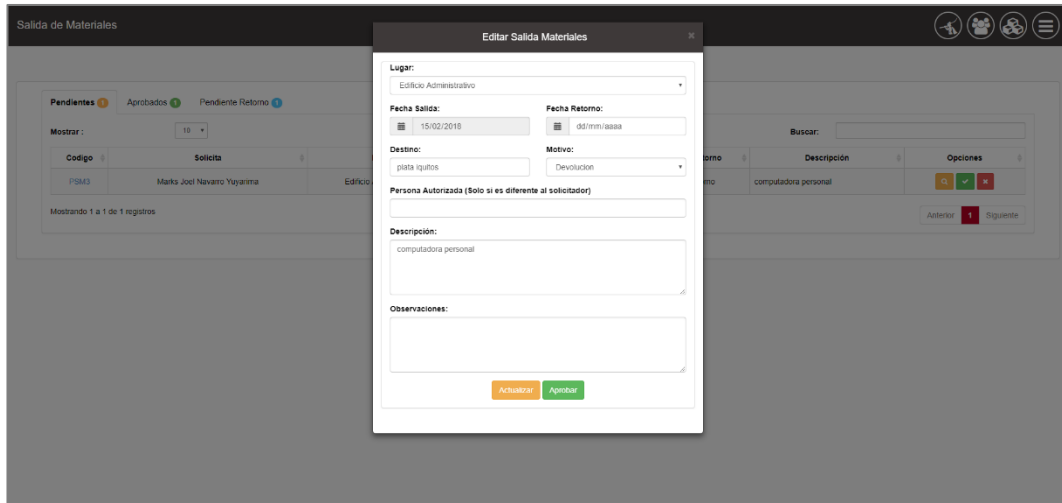 Salida de Materiales
Editar Salida Materiales
Lugar:
Edificio Administrativo
Fecha Salida:
Fecha Retorno:
15/02/2018
dd/mm/aaaa
Destino:
Motivo:
plata iquitos
Devolucion
Persona Autorizada (Solo si es diferente al solicitador)
Descripción:
computadora personal
Observaciones:
Actualizar
Aprobar
Pendientes 1
Aprobados 1
Pendiente Retorno 1
Mostrar :
10
Buscar:
Codigo
Solicita
Descripción
Opciones
PSM3
Marks Joel Navarro Yuyarima
Edificio
computadora personal
Mostrando 1 a 1 de 1 registros
Anterior 1 Siguiente